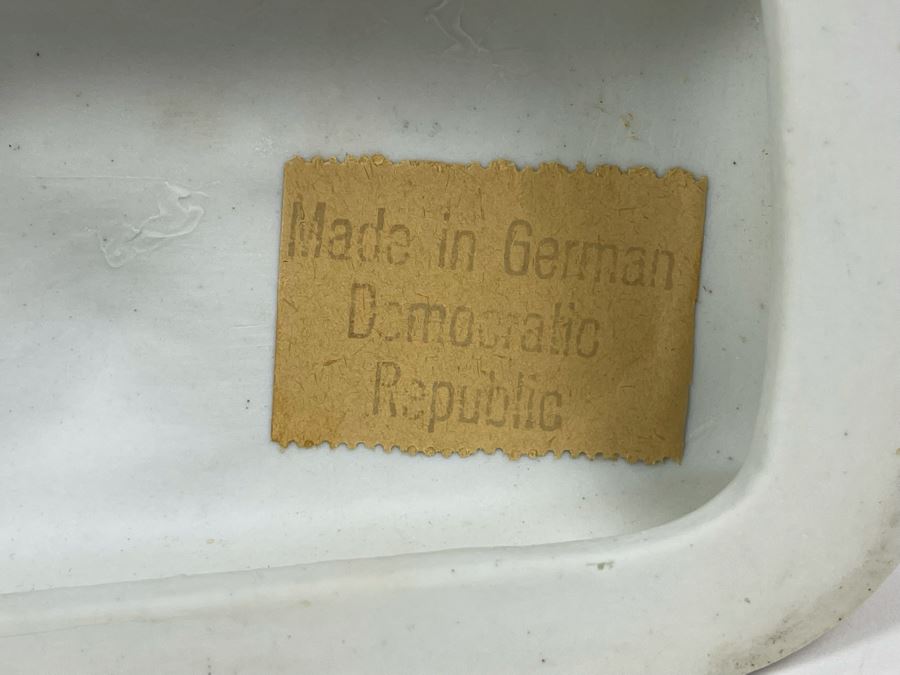 Made in German
Democratic
Republic